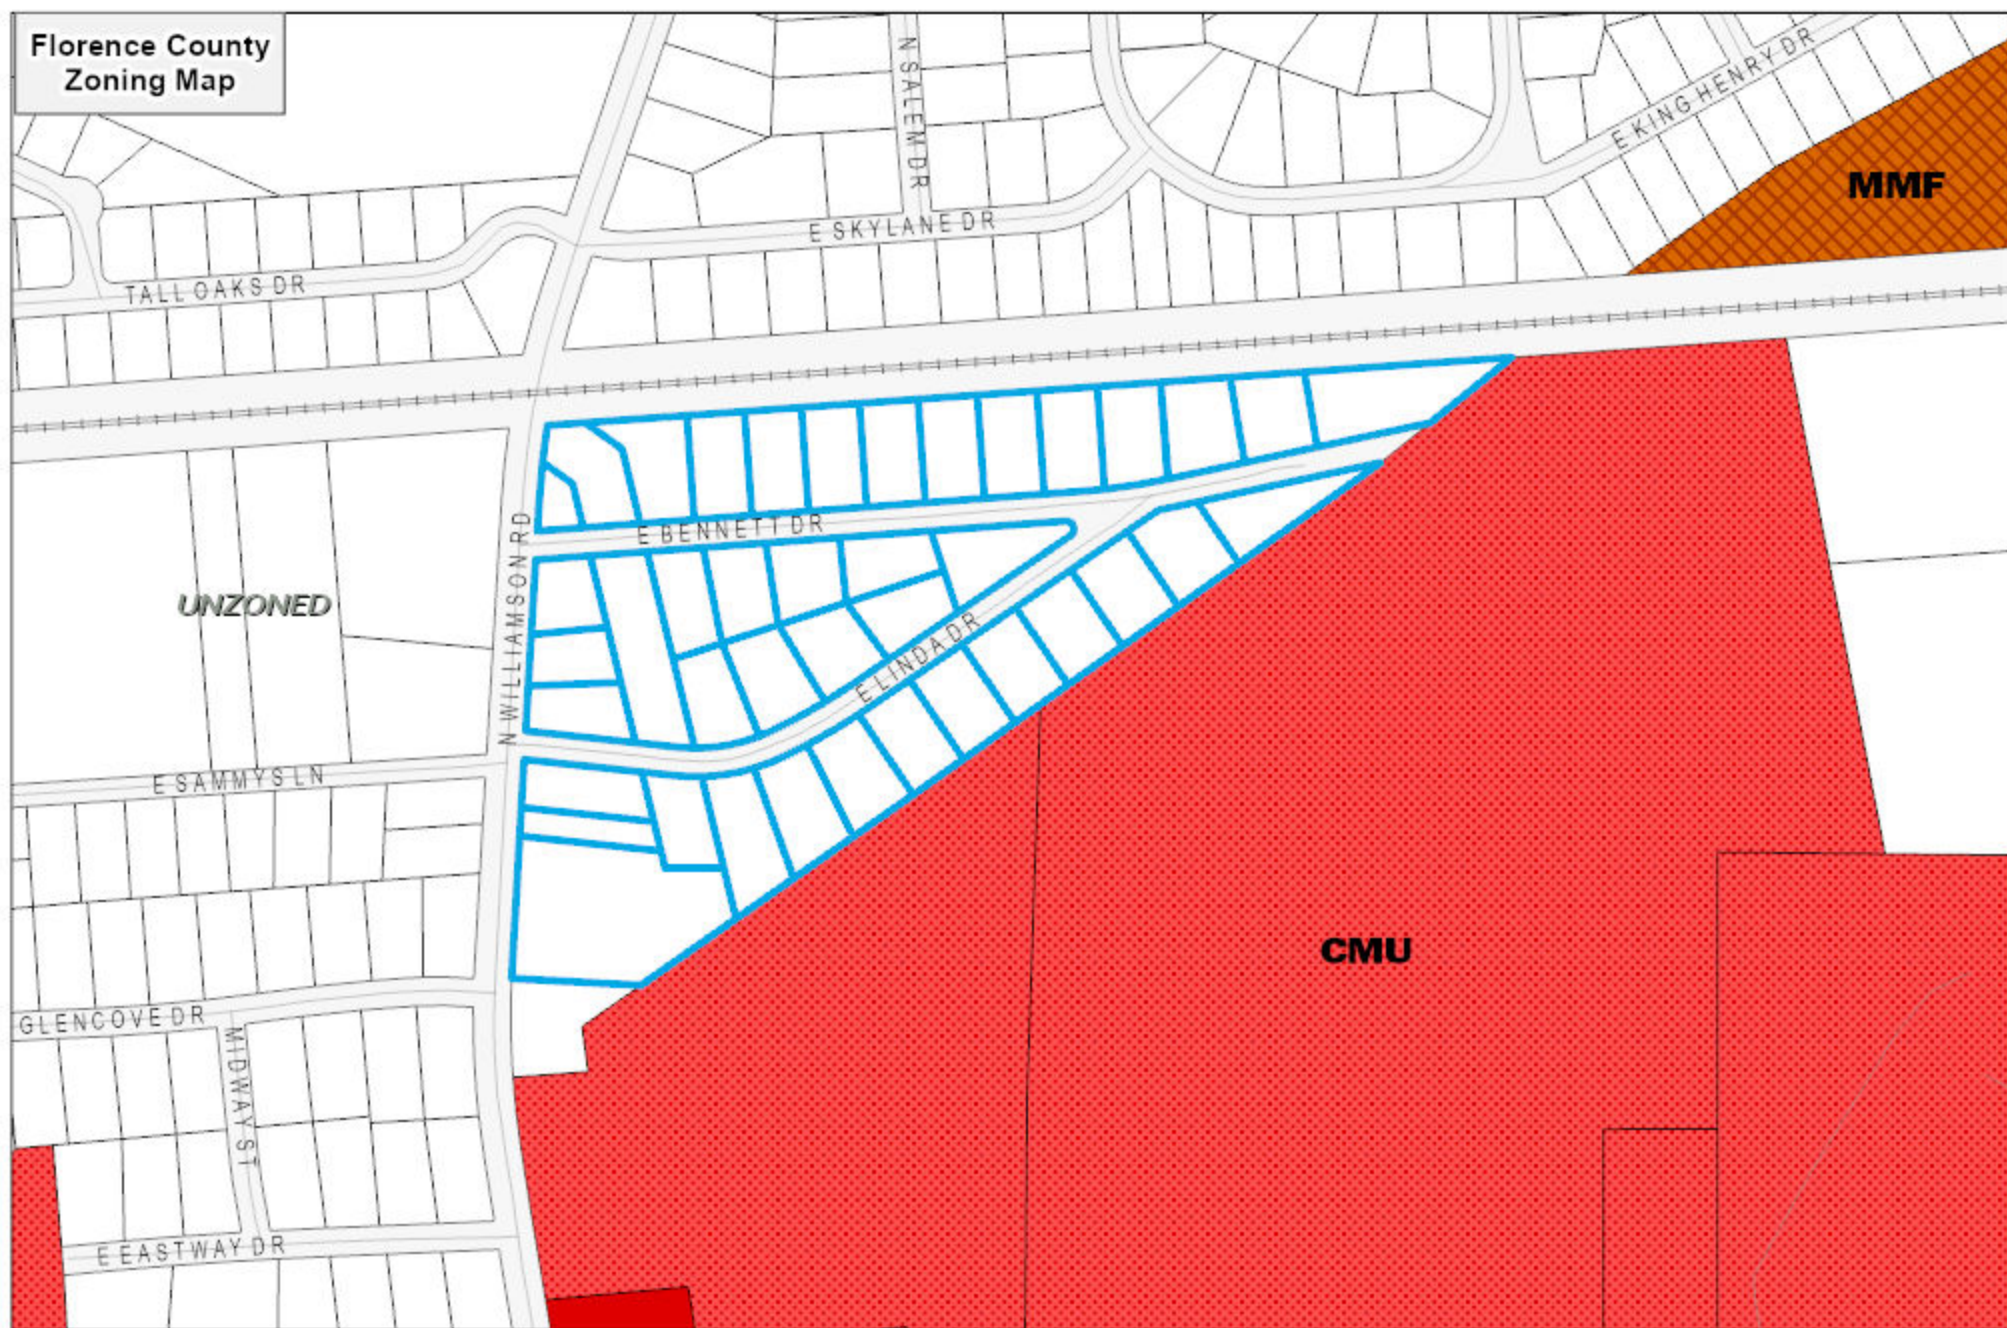 Florence County
Zoning Map
N SALEM DR
E KING HENRY DR
MMF
E SKYLANE DR
TALL OAKS DR
E BENNETT DR
N WILLIAMSON RD
UNZONED
E LINDA DR
E SAMMYS LN
CMU
GLENCOVE DR
MIDWAY ST
E EASTWAY DR